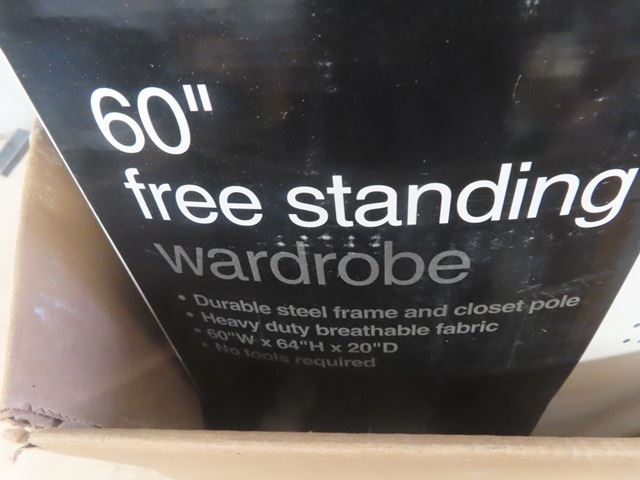 60"
free standing
wardrobe
• Durable steel frame and closet pole
• Heavy duty breathable fabric
• 60"W x 64"H x 20"D
• No tools required